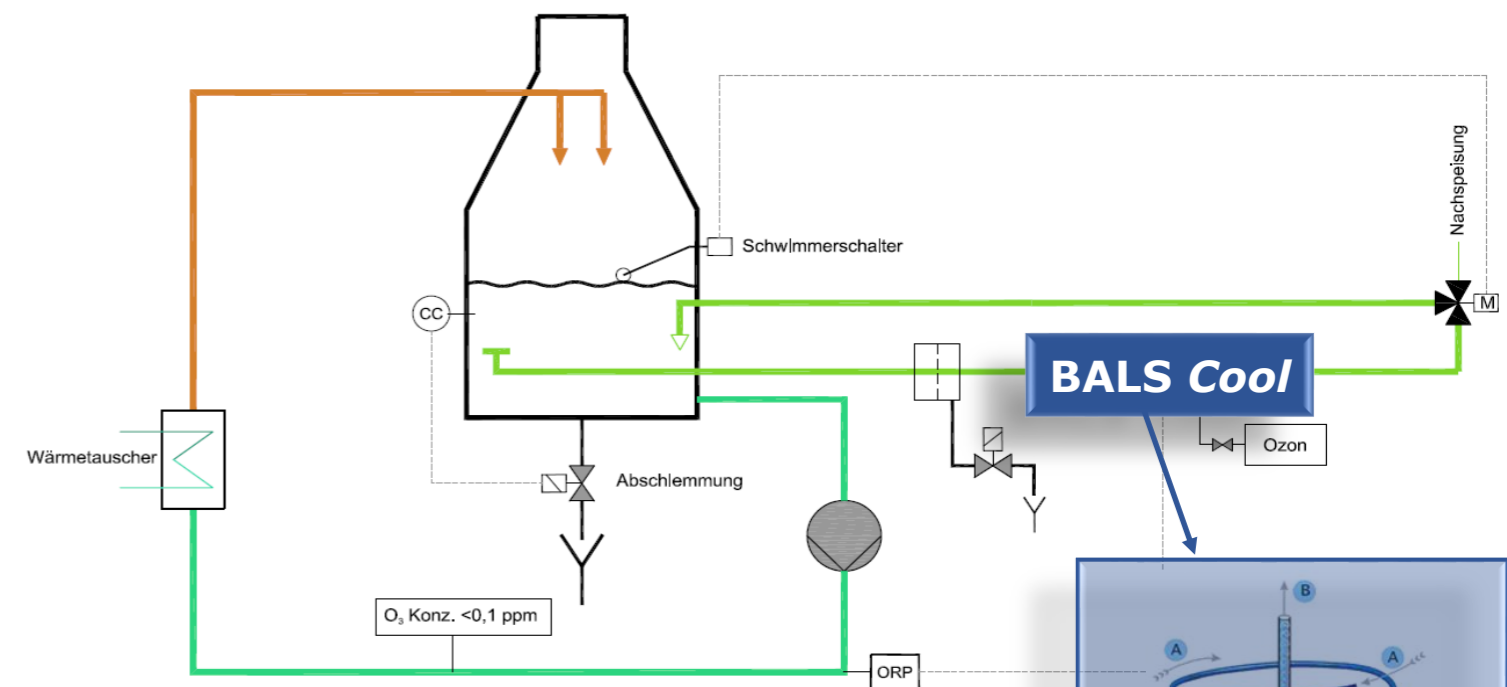 Nachspeisung
Schwimmerschalter
CC
M
BALS Cool
Ozon
Wärmetauscher
Abschlemmung
O₃ Konz. <0,1 ppm
ORP
B
A
A